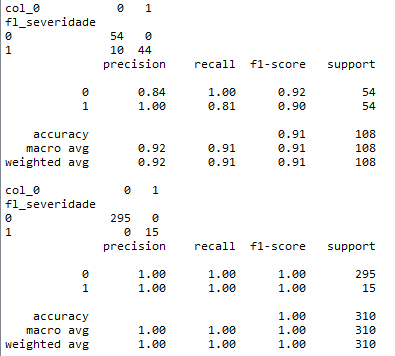 col_0 0 1
fl_severidade
0 54 0
1 10 44
precision recall f1-score support
0 0.84 1.00 0.92 54
1 1.00 0.81 0.90 54
accuracy 0.91 108
macro avg 0.92 0.91 0.91 108
weighted avg 0.92 0.91 0.91 108
col_0 0 1
fl_severidade
0 295 0
1 0 15
precision recall f1-score support
0 1.00 1.00 1.00 295
1 1.00 1.00 1.00 15
accuracy 1.00 310
macro avg 1.00 1.00 1.00 310
weighted avg 1.00 1.00 1.00 310